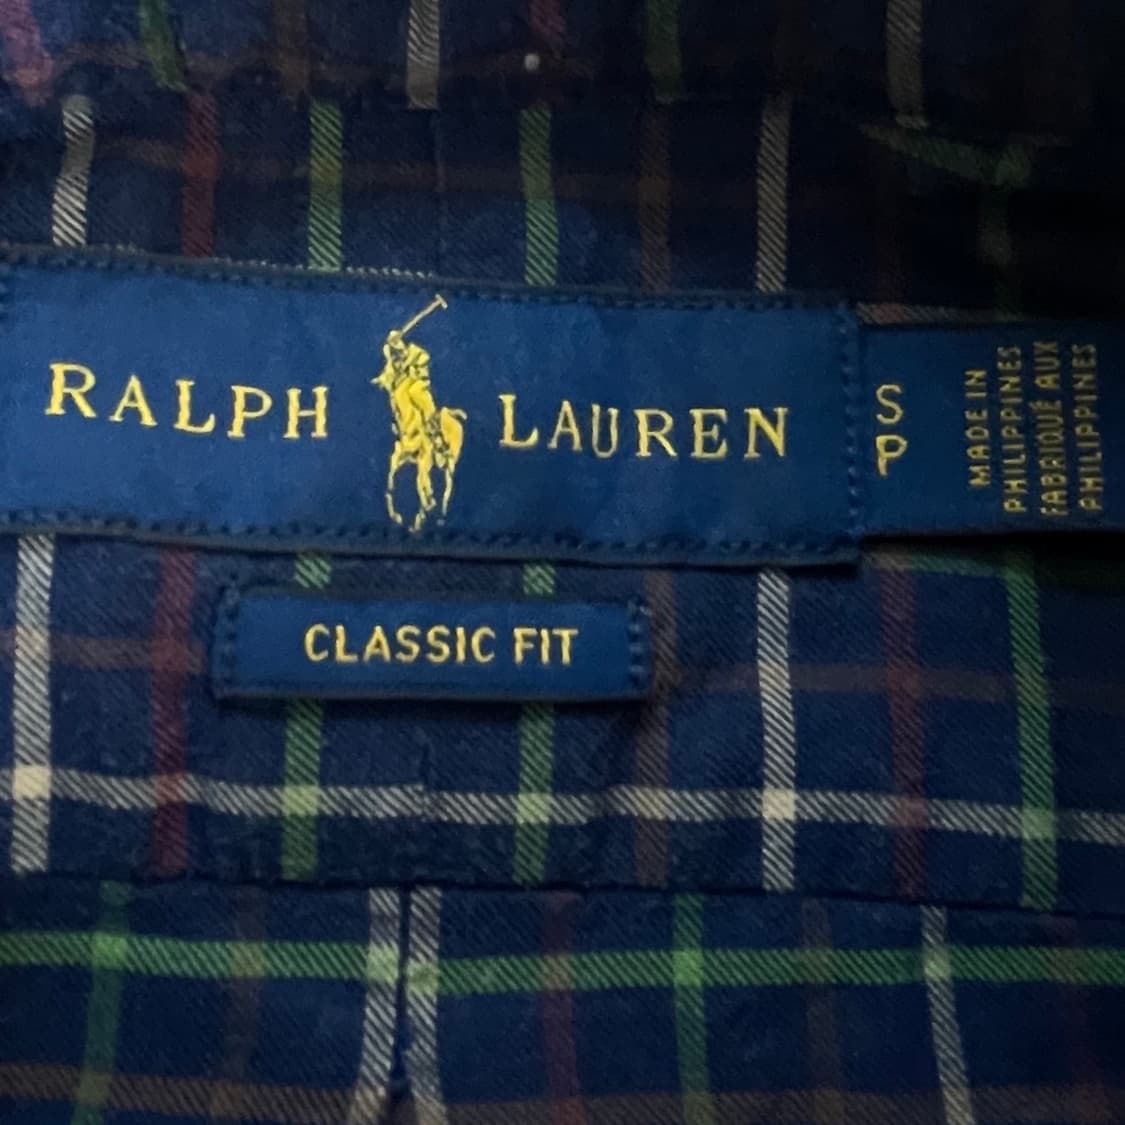 RALPH LAUREN
S
P
MADE IN
PHILIPPINES
FABRIQUÉ AUX
PHILIPPINES
CLASSIC FIT